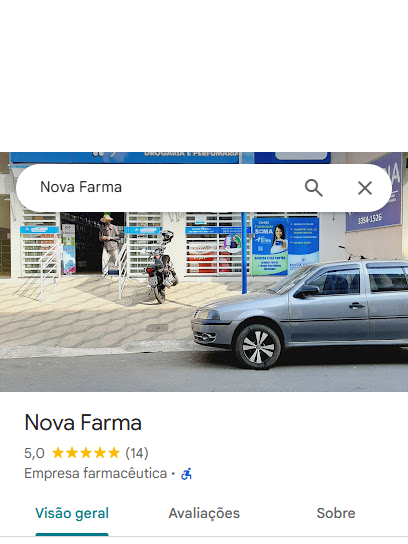 DROGARIA E PERFUMARIA
Nova Farma
3354-1526
Nova Farma
5,0 ★★★★★ (14)
Empresa farmacêutica ·
Visão geral Avaliações Sobre